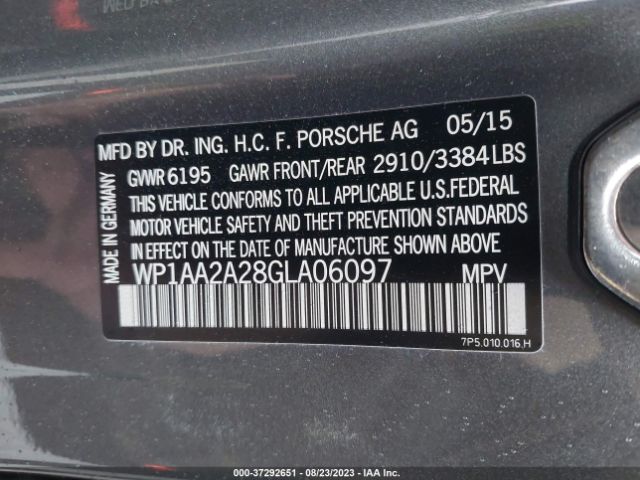 MFD BY DR. ING. H.C. F. PORSCHE AG 05/15
GVWR 6195 GAWR FRONT/REAR 2910/3384 LBS
THIS VEHICLE CONFORMS TO ALL APPLICABLE U.S. FEDERAL
MOTOR VEHICLE SAFETY AND THEFT PREVENTION STANDARDS
IN EFFECT ON THE DATE OF MANUFACTURE SHOWN ABOVE.
WP1AA2A28GLA06097 MPV
MADE IN GERMANY
7P5.010.016.H
000-37292651 - 08/23/2023 - IAA Inc.